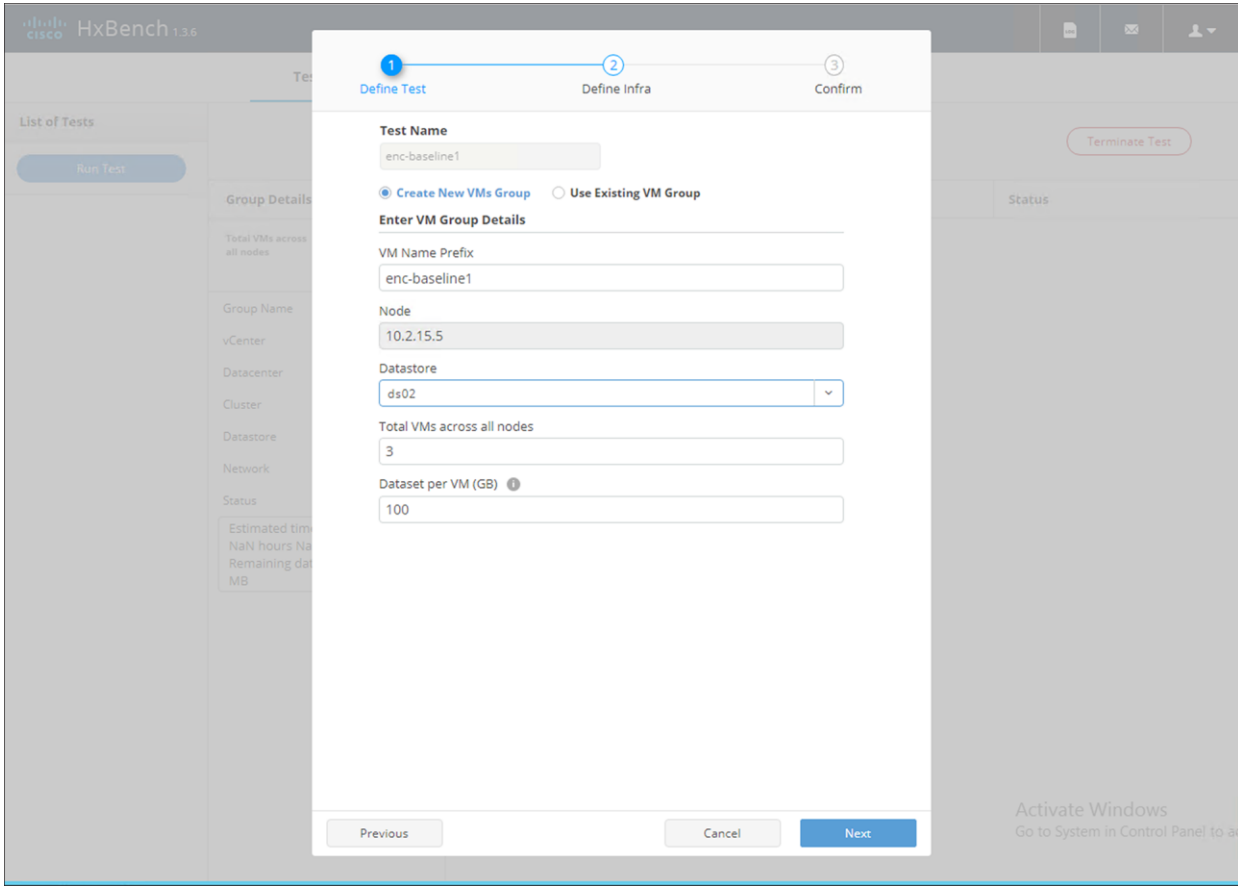 cisco HxBench 1.3.6
1 2 3
Define Test Define Infra Confirm
List of Tests
Run Test
Terminate Test
Group Details
Status
Total VMs across
all nodes
Group Name
vCenter
Datacenter
Cluster
Datastore
Network
Status
Estimated tim
NaN hours Na
Remaining dat
MB
Test Name
enc-baseline1
Create New VMs Group Use Existing VM Group
Enter VM Group Details
VM Name Prefix
enc-baseline1
Node
10.2.15.5
Datastore
ds02
Total VMs across all nodes
3
Dataset per VM (GB)
100
Previous Cancel Next
Activate Windows
Go to System in Control Panel to a